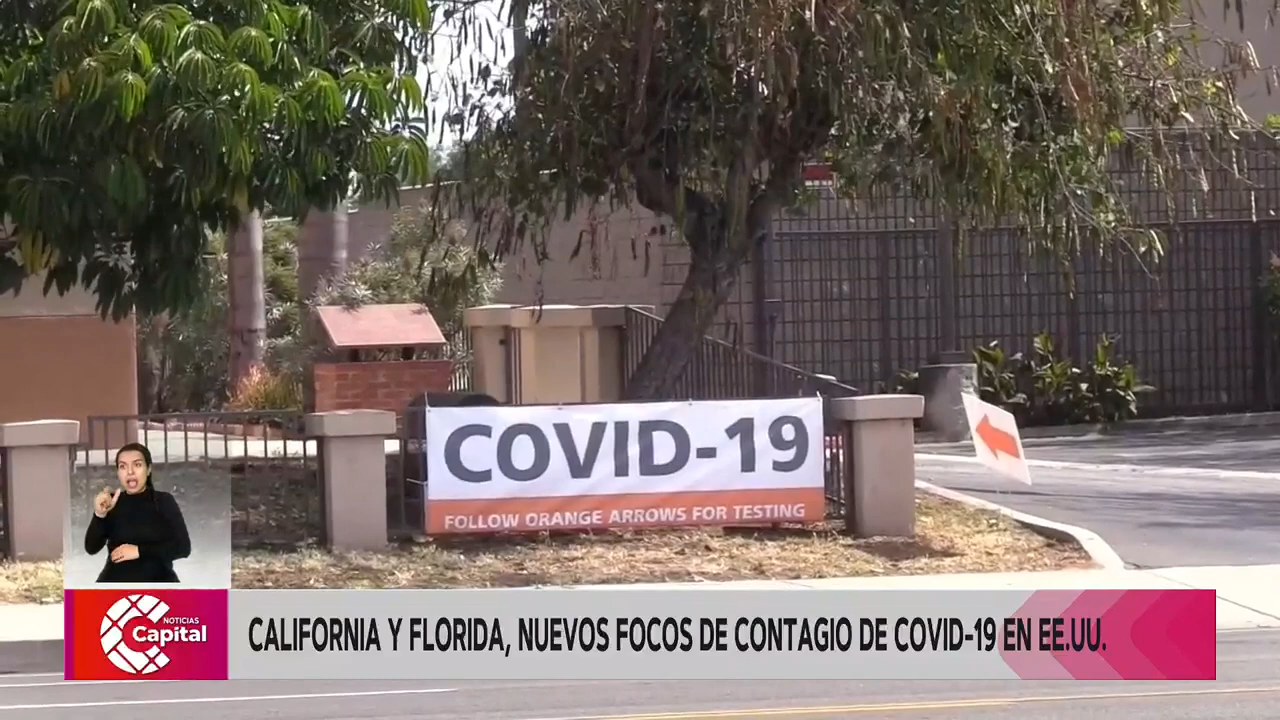 COVID-19
FOLLOW ORANGE ARROWS FOR TESTING
NOTICIAS
Capital
CALIFORNIA Y FLORIDA, NUEVOS FOCOS DE CONTAGIO DE COVID-19 EN EE.UU.